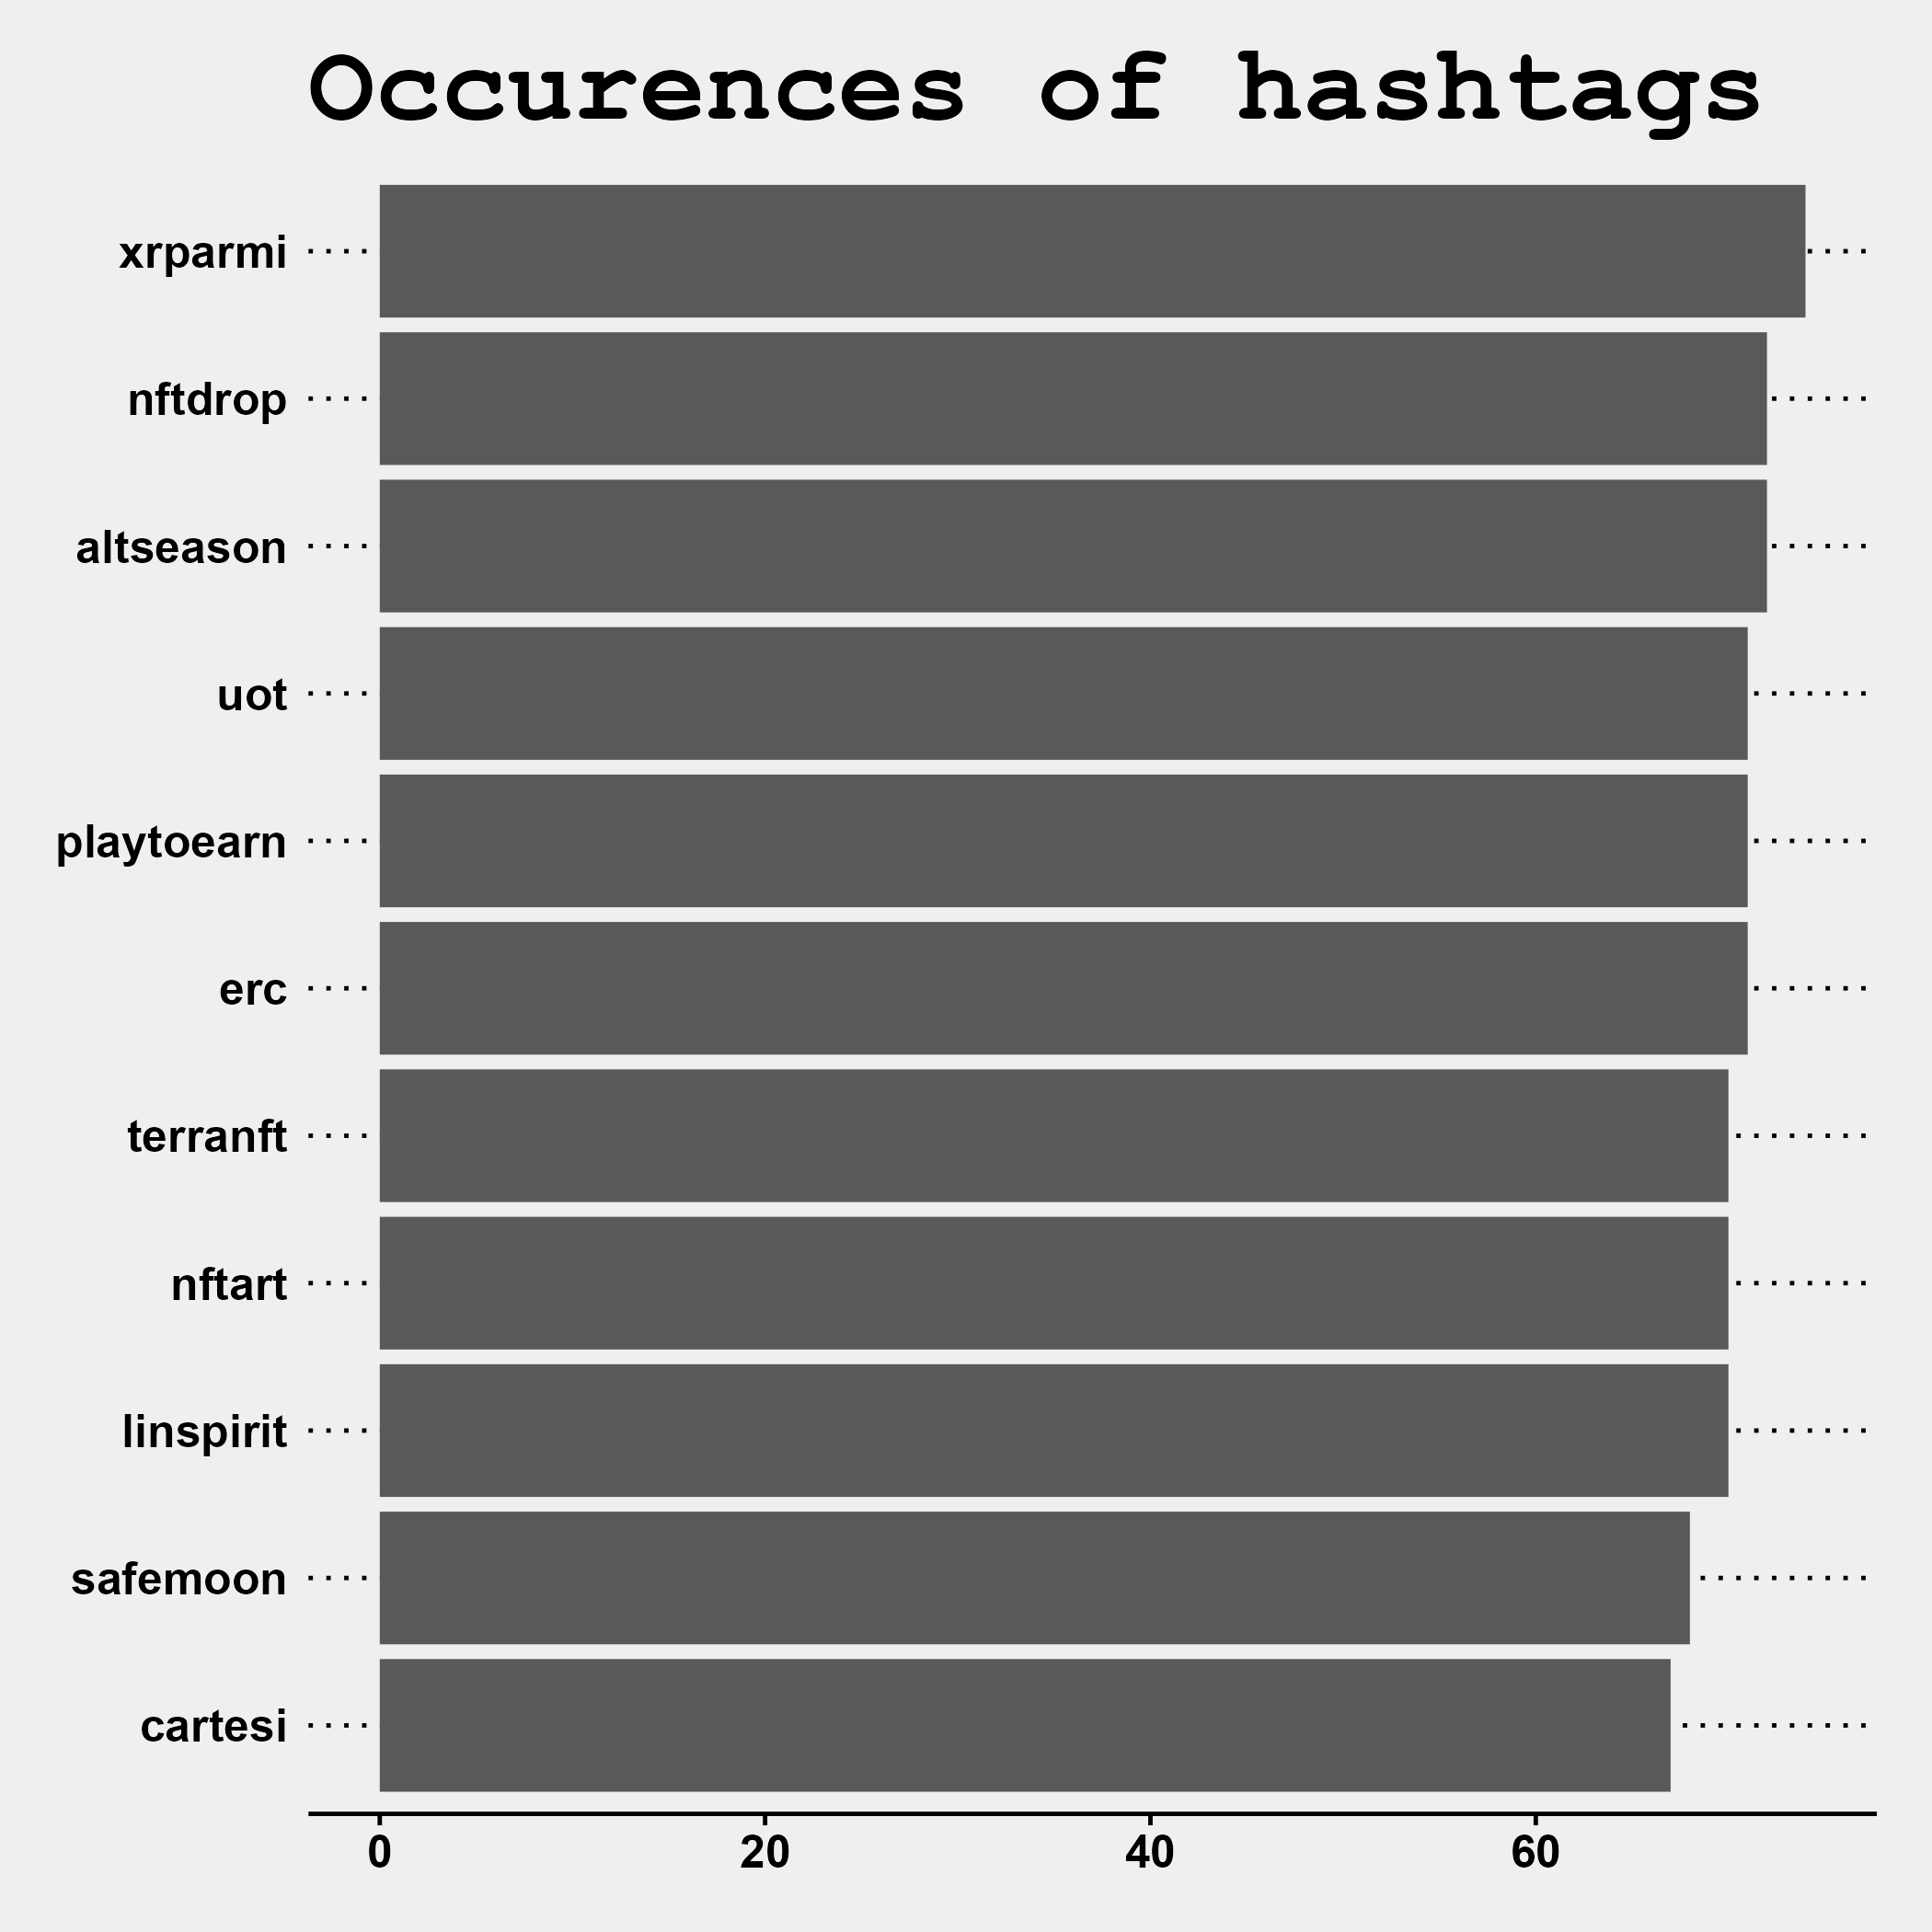 Occurences of hashtags
xrparmi
nftdrop
altseason
uot
playtoearn
erc
terranft
nftart
linspirit
safemoon
cartesi
0 20 40 60